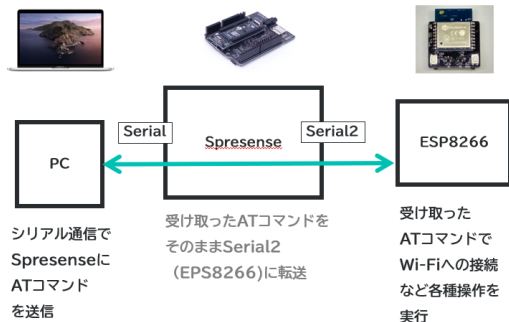 Serial
Serial2
PC
Spresense
ESP8266
シリアル通信で
Spresenseに
ATコマンド
を送信
受け取ったATコマンドを
そのままSerial2
（EPS8266)に転送
受け取った
ATコマンドで
Wi-Fiへの接続
など各種操作を
実行